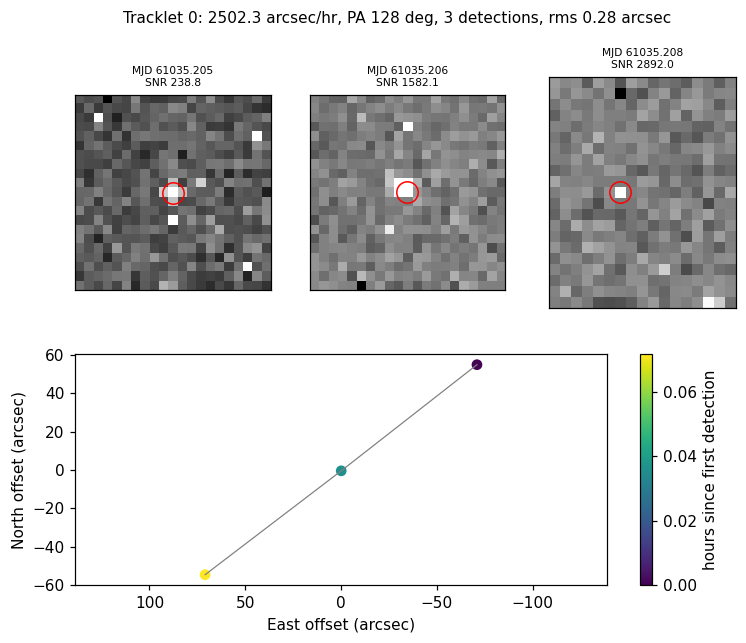 Tracklet 0: 2502.3 arcsec/hr, PA 128 deg, 3 detections, rms 0.28 arcsec
MJD 61035.205
SNR 238.8
MJD 61035.206
SNR 1582.1
MJD 61035.208
SNR 2892.0
60
40
20
0
−20
−40
−60
North offset (arcsec)
100
50
0
−50
−100
East offset (arcsec)
0.06
0.04
0.02
0.00
hours since first detection